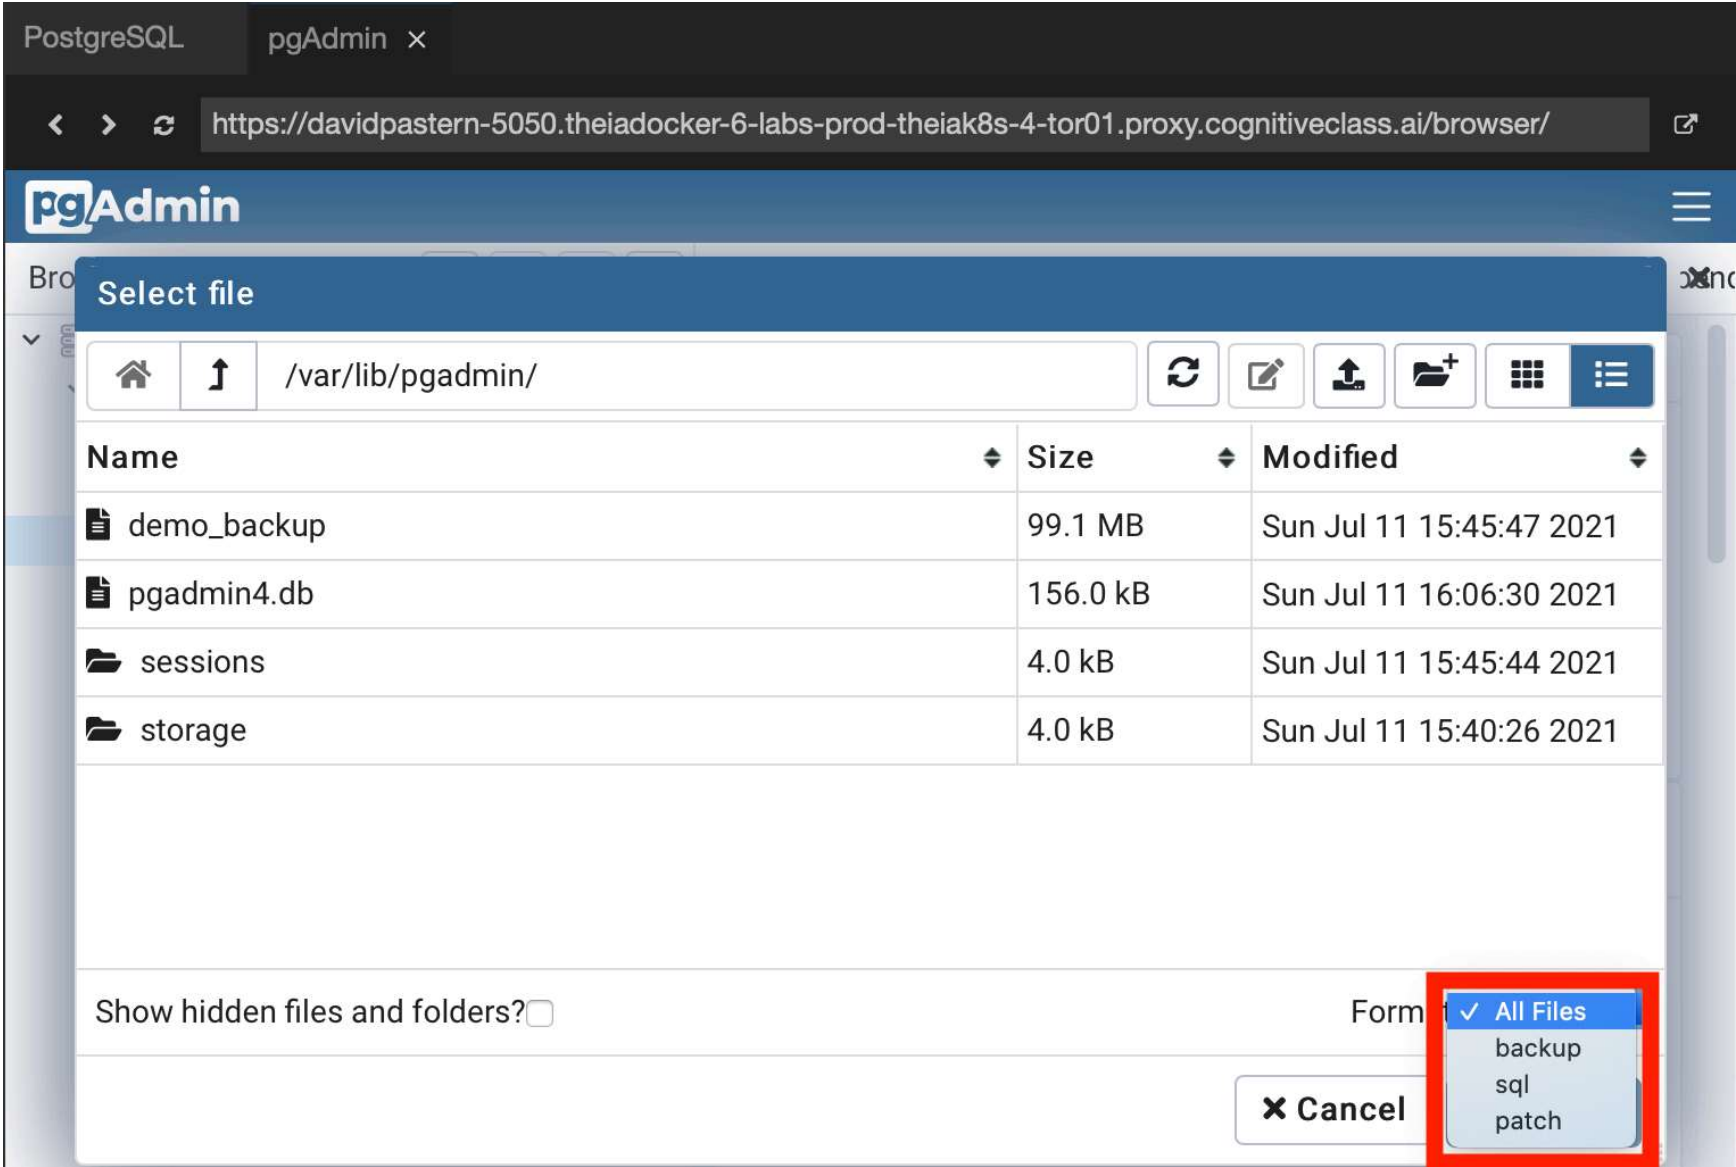 PostgreSQL pgAdmin ×
https://davidpastern-5050.theiadocker-6-labs-prod-theiak8s-4-tor01.proxy.cognitiveclass.ai/browser/
pgAdmin
Bro
Select file
/var/lib/pgadmin/
Name Size Modified
demo_backup 99.1 MB Sun Jul 11 15:45:47 2021
pgadmin4.db 156.0 kB Sun Jul 11 16:06:30 2021
sessions 4.0 kB Sun Jul 11 15:45:44 2021
storage 4.0 kB Sun Jul 11 15:40:26 2021
Show hidden files and folders? Form ✓ All Files
backup
sql
× Cancel
patch